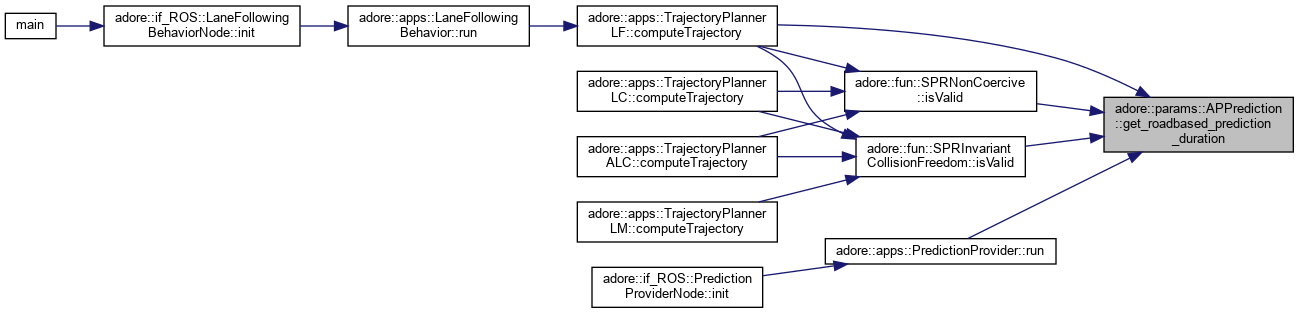 main
adore::if_ROS::LaneFollowing
BehaviorNode::init
adore::apps::LaneFollowing
Behavior::run
adore::apps::TrajectoryPlanner
LF::computeTrajectory
adore::apps::TrajectoryPlanner
LC::computeTrajectory
adore::apps::TrajectoryPlanner
ALC::computeTrajectory
adore::apps::TrajectoryPlanner
LM::computeTrajectory
adore::if_ROS::Prediction
ProviderNode::init
adore::fun::SPRNonCoercive
::isValid
adore::fun::SPRInvariant
CollisionFreedom::isValid
adore::apps::PredictionProvider::run
adore::params::APPrediction
::get_roadbased_prediction
_duration